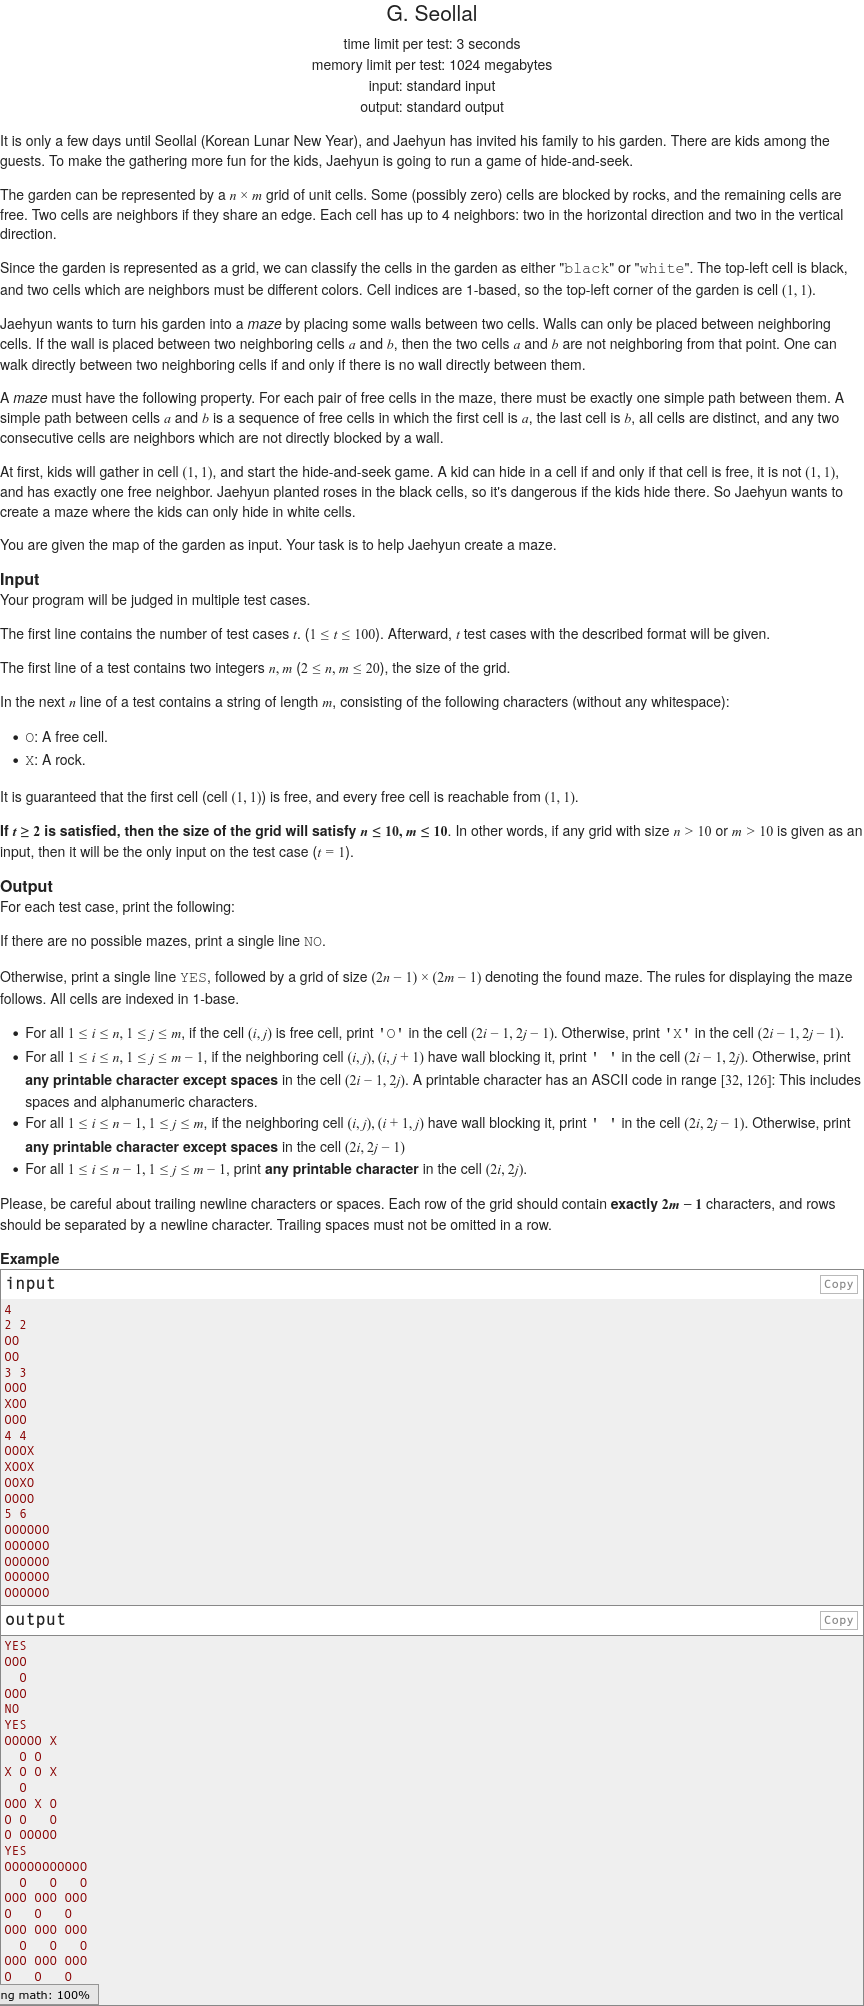 G. Seollal
time limit per test: 3 seconds
memory limit per test: 1024 megabytes
input: standard input
output: standard output
It is only a few days until Seollal (Korean Lunar New Year), and Jaehyun has invited his family to his garden. There are kids among the
guests. To make the gathering more fun for the kids, Jaehyun is going to run a game of hide-and-seek.
The garden can be represented by a n × m grid of unit cells. Some (possibly zero) cells are blocked by rocks, and the remaining cells are
free. Two cells are neighbors if they share an edge. Each cell has up to 4 neighbors: two in the horizontal direction and two in the vertical
direction.
Since the garden is represented as a grid, we can classify the cells in the garden as either "black" or "white". The top-left cell is black,
and two cells which are neighbors must be different colors. Cell indices are 1-based, so the top-left corner of the garden is cell (1, 1).
Jaehyun wants to turn his garden into a maze by placing some walls between two cells. Walls can only be placed between neighboring
cells. If the wall is placed between two neighboring cells a and b, then the two cells a and b are not neighboring from that point. One can
walk directly between two neighboring cells if and only if there is no wall directly between them.
A maze must have the following property. For each pair of free cells in the maze, there must be exactly one simple path between them. A
simple path between cells a and b is a sequence of free cells in which the first cell is a, the last cell is b, all cells are distinct, and any two
consecutive cells are neighbors which are not directly blocked by a wall.
At first, kids will gather in cell (1, 1), and start the hide-and-seek game. A kid can hide in a cell if and only if that cell is free, it is not (1, 1),
and has exactly one free neighbor. Jaehyun planted roses in the black cells, so it's dangerous if the kids hide there. So Jaehyun wants to
create a maze where the kids can only hide in white cells.
You are given the map of the garden as input. Your task is to help Jaehyun create a maze.
Input
Your program will be judged in multiple test cases.
The first line contains the number of test cases t. (1 ≤ t ≤ 100). Afterward, t test cases with the described format will be given.
The first line of a test contains two integers n, m (2 ≤ n, m ≤ 20), the size of the grid.
In the next n line of a test contains a string of length m, consisting of the following characters (without any whitespace):
• O: A free cell.
• X: A rock.
It is guaranteed that the first cell (cell (1, 1)) is free, and every free cell is reachable from (1, 1).
If t ≥ 2 is satisfied, then the size of the grid will satisfy n ≤ 10, m ≤ 10. In other words, if any grid with size n > 10 or m > 10 is given as an
input, then it will be the only input on the test case (t = 1).
Output
For each test case, print the following:
If there are no possible mazes, print a single line NO.
Otherwise, print a single line YES, followed by a grid of size (2n − 1) × (2m − 1) denoting the found maze. The rules for displaying the maze
follows. All cells are indexed in 1-base.
• For all 1 ≤ i ≤ n, 1 ≤ j ≤ m, if the cell (i, j) is free cell, print 'O' in the cell (2i − 1, 2j − 1). Otherwise, print 'X' in the cell (2i − 1, 2j − 1).
• For all 1 ≤ i ≤ n, 1 ≤ j ≤ m − 1, if the neighboring cell (i, j), (i, j + 1) have wall blocking it, print ' ' in the cell (2i − 1, 2j). Otherwise, print
any printable character except spaces in the cell (2i − 1, 2j). A printable character has an ASCII code in range [32, 126]: This includes
spaces and alphanumeric characters.
• For all 1 ≤ i ≤ n − 1, 1 ≤ j ≤ m, if the neighboring cell (i, j), (i + 1, j) have wall blocking it, print ' ' in the cell (2i, 2j − 1). Otherwise, print
any printable character except spaces in the cell (2i, 2j − 1)
• For all 1 ≤ i ≤ n − 1, 1 ≤ j ≤ m − 1, print any printable character in the cell (2i, 2j).
Please, be careful about trailing newline characters or spaces. Each row of the grid should contain exactly 2m − 1 characters, and rows
should be separated by a newline character. Trailing spaces must not be omitted in a row.
Example
input Copy
4
2 2
OO
OO
3 3
OOO
XOO
OOO
4 4
OOOX
XOOX
OOXO
OOOO
5 6
OOOOOO
OOOOOO
OOOOOO
OOOOOO
OOOOOO
output Copy
YES
OOO
  O
OOO
NO
YES
OOOOO X
  O O
X O O X
  O
OOO X O
O O   O
O OOOOO
YES
OOOOOOOOOOO
  O   O   O
OOO OOO OOO
O   O   O
OOO OOO OOO
  O   O   O
OOO OOO OOO
O   O   O
ng math: 100%